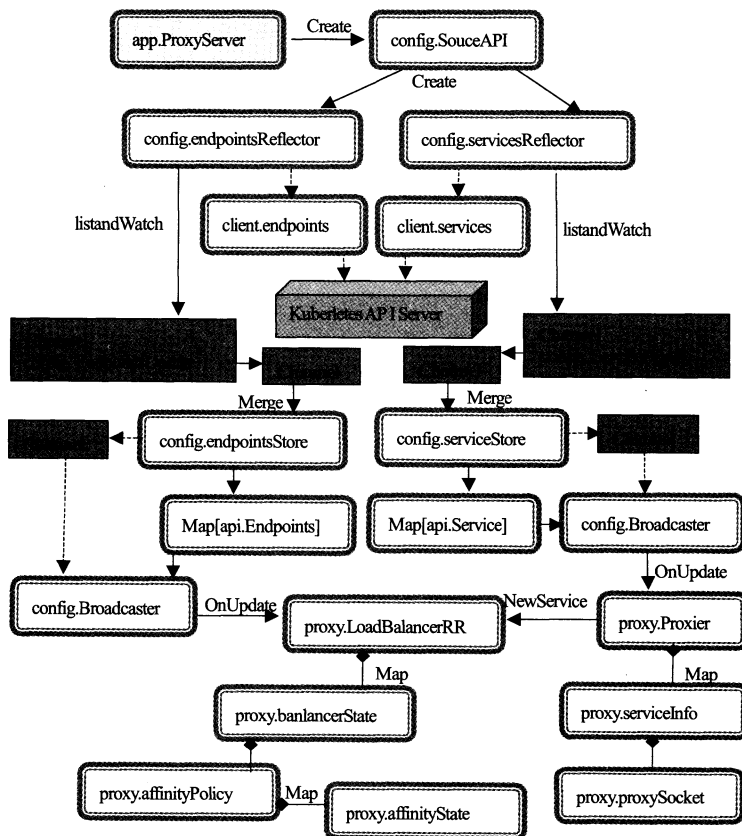 app.ProxyServer
Create
config.SouceAPI
Create
config.endpointsReflector
config.servicesReflector
listandWatch
client.endpoints
client.services
listandWatch
Kuberletes AP I Server
Merge
Merge
config.endpointsStore
config.serviceStore
Map[api.Endpoints]
Map[api.Service]
config.Broadcaster
OnUpdate
config.Broadcaster
OnUpdate
NewService
proxy.LoadBalancerRR
proxy.Proxier
Map
Map
proxy.banlancerState
proxy.serviceInfo
proxy.affinityPolicy
Map
proxy.affinityState
proxy.proxySocket